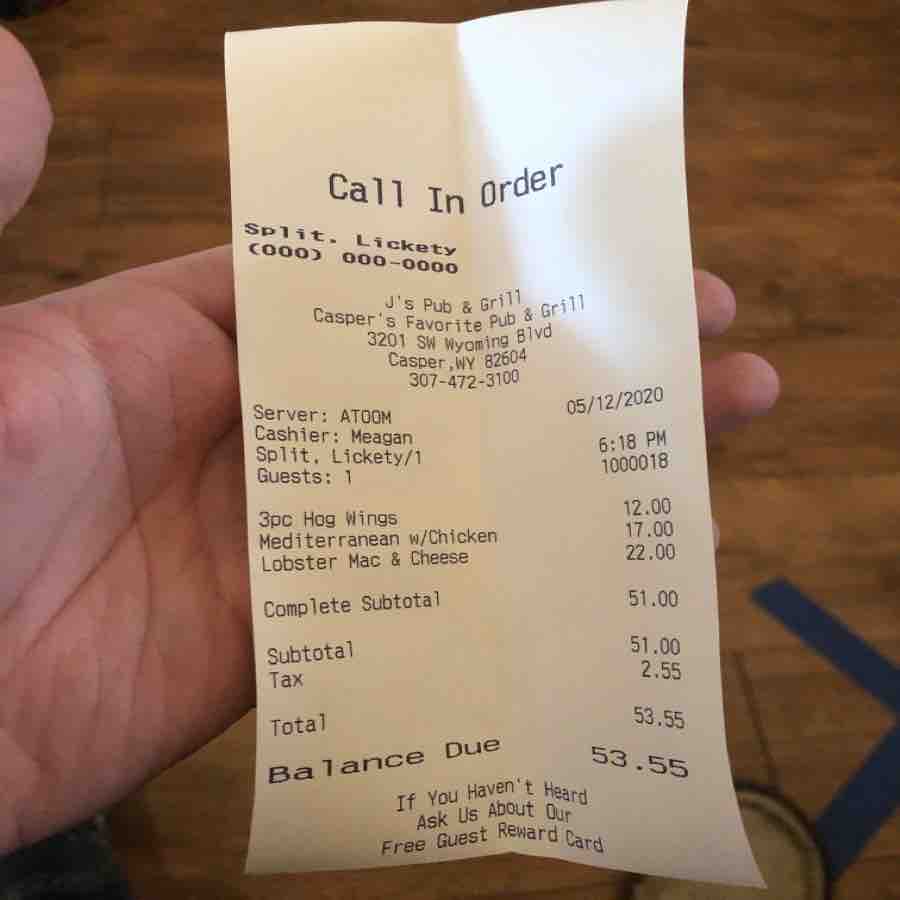 Call In Order
Split. Lickety
(000) 000-0000
J's Pub & Grill
Casper's Favorite Pub & Grill
3201 SW Wyoming Blvd
Casper,WY 82604
307-472-3100
Server: ATOOM 05/12/2020
Cashier: Meagan 6:18 PM
Split, Lickety/1 1000018
Guests: 1
3pc Hog Wings 12.00
Mediterranean w/Chicken 17.00
Lobster Mac & Cheese 22.00
Complete Subtotal 51.00
Subtotal 51.00
Tax 2.55
Total 53.55
Balance Due 53.55
If You Haven't Heard
Ask Us About Our
Free Guest Reward Card